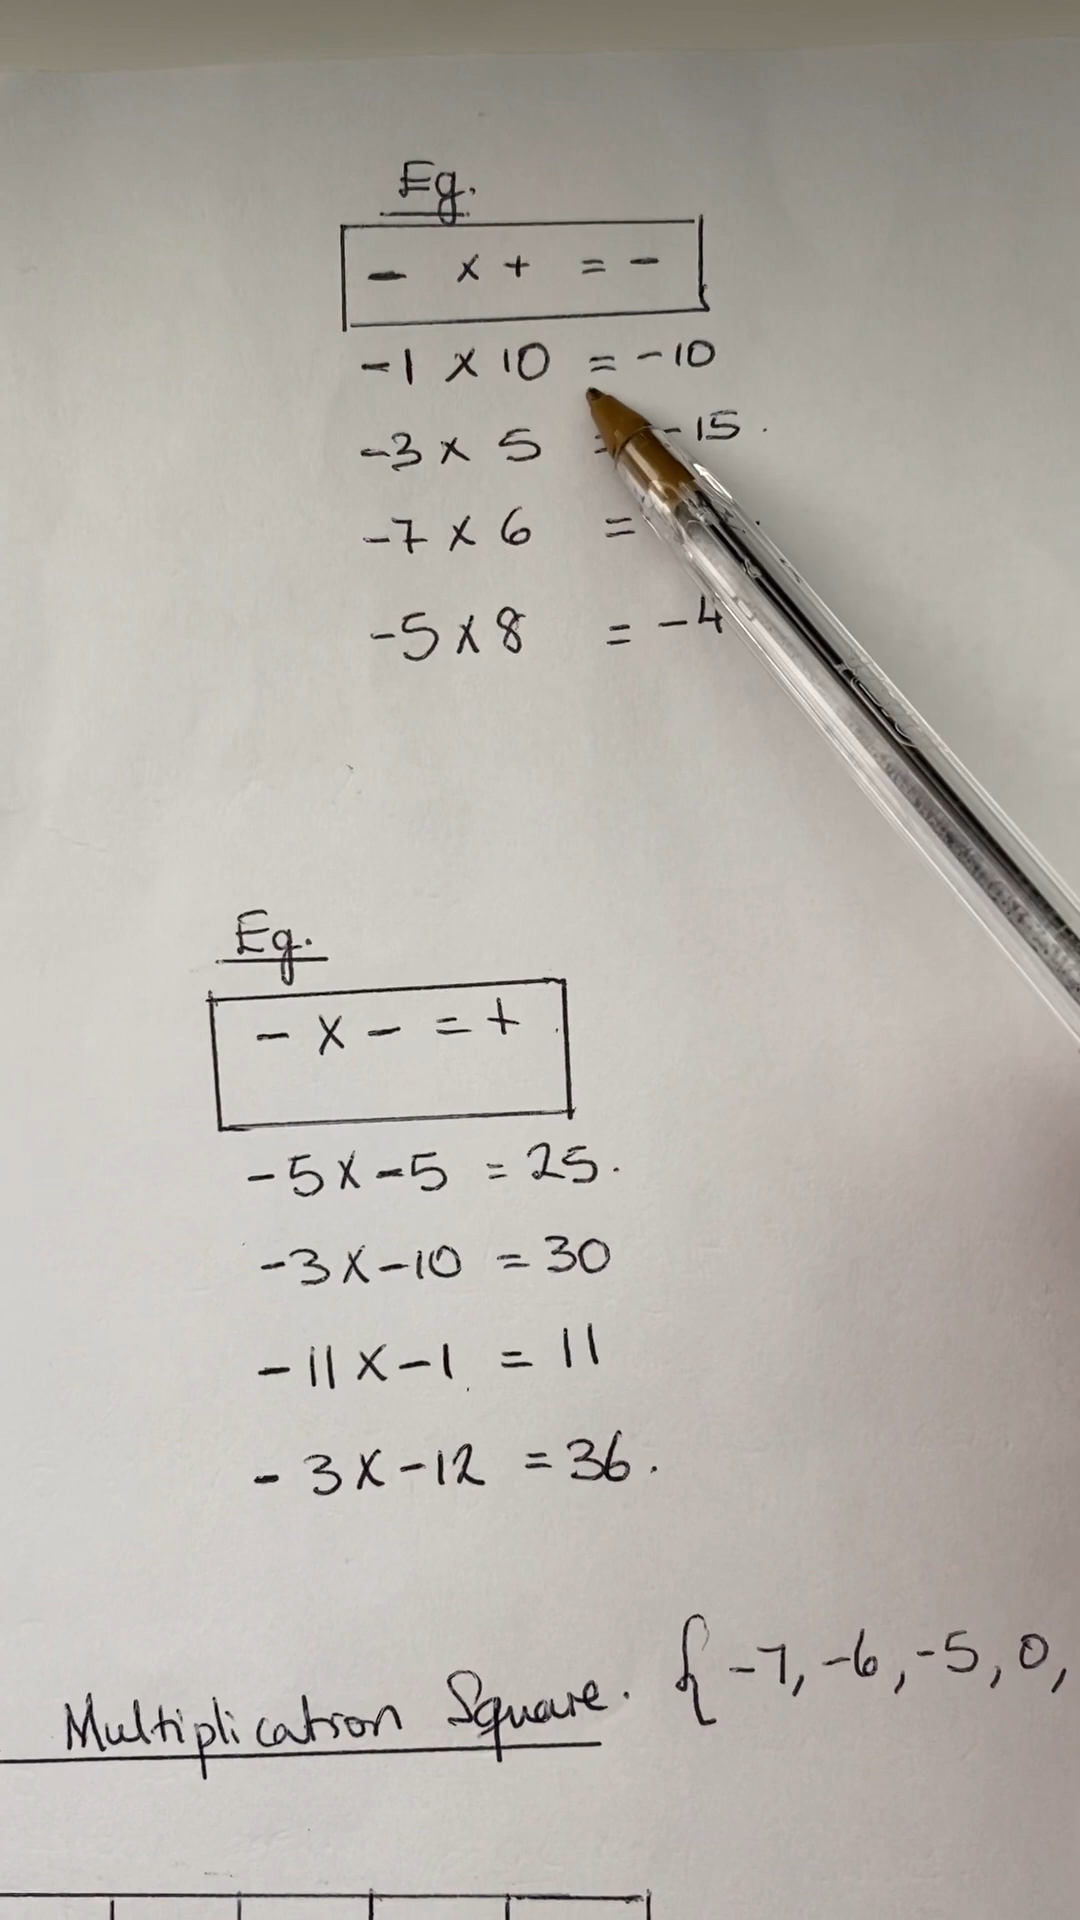 Eg.
- x + = -
-1 x 10 = -10
-3 x 5 = -15.
-7 x 6 =
-5 x 8 = -4
Eg.
- x - = +
-5 x -5 = 25.
-3 x -10 = 30
-11 x -1 = 11
-3 x -12 = 36.
Multiplication Square. { -7, -6, -5, 0,